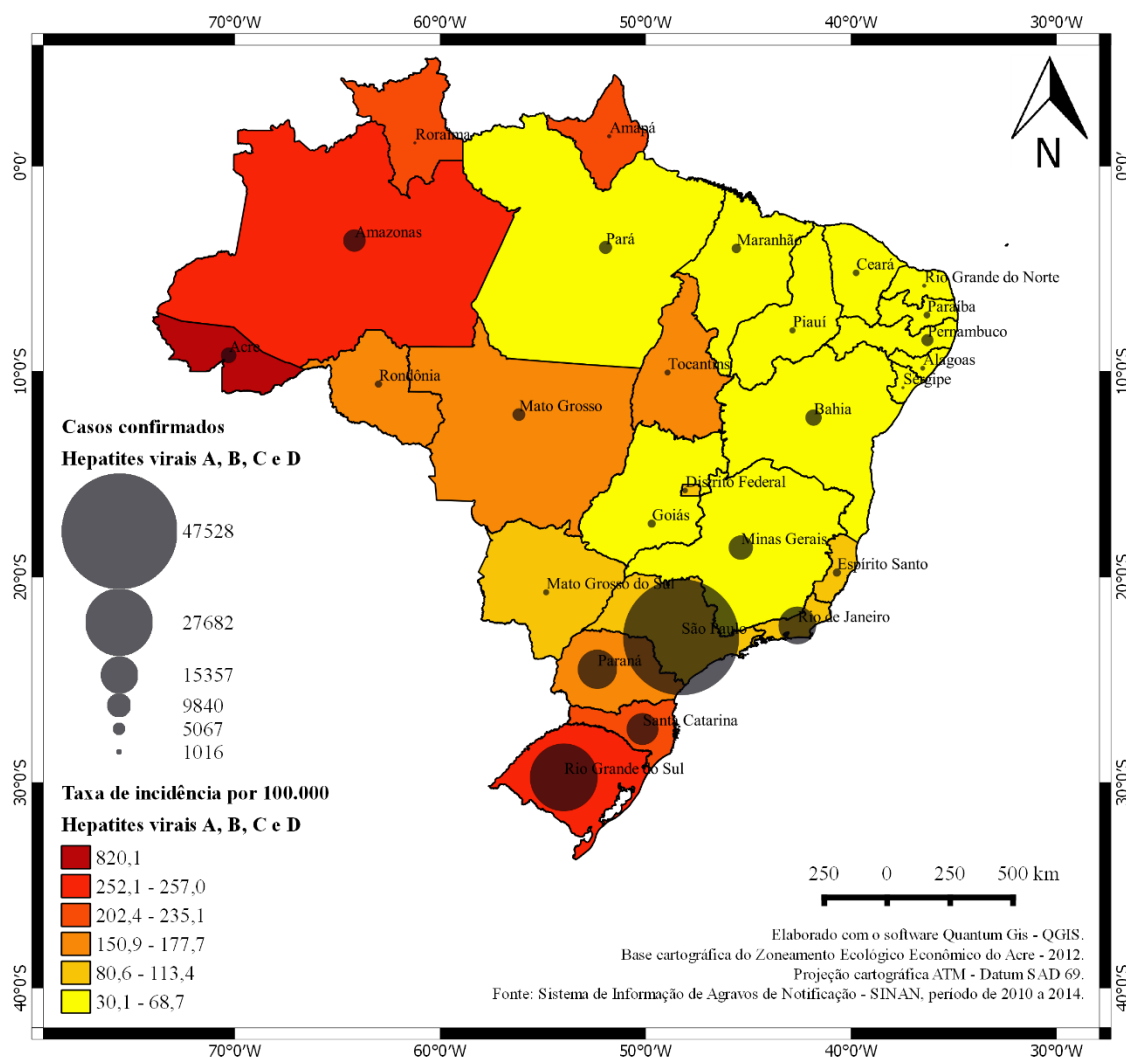 70°0'W 60°0'W 50°0'W 40°0'W 30°0'W
0°0' 0°0'
10°0'S 10°0'S
20°0'S 20°0'S
30°0'S 30°0'S
40°0'S 40°0'S
N
Roraima
Amapá
Amazonas
Pará
Maranhão
Ceará
Rio Grande do Norte
Paraíba
Piauí
Pernambuco
Acre
Alagoas
Tocantins
Rondônia
Sergipe
Mato Grosso
Bahia
Distrito Federal
Goiás
Minas Gerais
Espírito Santo
Mato Grosso do Sul
Rio de Janeiro
São Paulo
Paraná
Santa Catarina
Rio Grande do Sul
Casos confirmados
Hepatites virais A, B, C e D
47528
27682
15357
9840
5067
1016
Taxa de incidência por 100.000
Hepatites virais A, B, C e D
820,1
252,1 - 257,0
202,4 - 235,1
150,9 - 177,7
80,6 - 113,4
30,1 - 68,7
250 0 250 500 km
Elaborado com o software Quantum Gis - QGIS.
Base cartográfica do Zoneamento Ecológico Econômico do Acre - 2012.
Projeção cartográfica ATM - Datum SAD 69.
Fonte: Sistema de Informação de Agravos de Notificação - SINAN, período de 2010 a 2014.
70°0'W 60°0'W 50°0'W 40°0'W 30°0'W